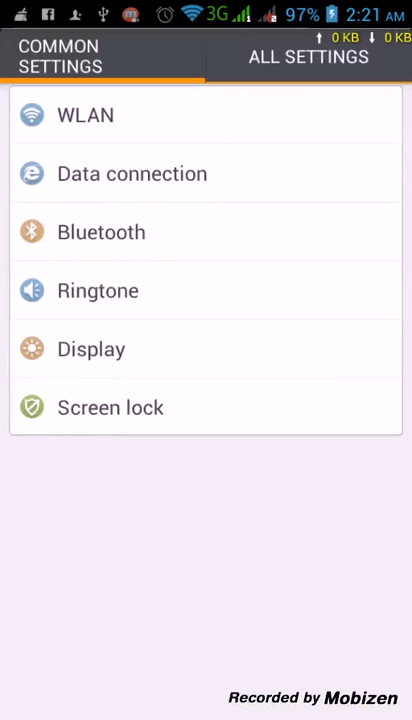 3G 97% 2:21 AM
0 KB 0 KB
COMMON
SETTINGS
ALL SETTINGS
WLAN
Data connection
Bluetooth
Ringtone
Display
Screen lock
Recorded by Mobizen